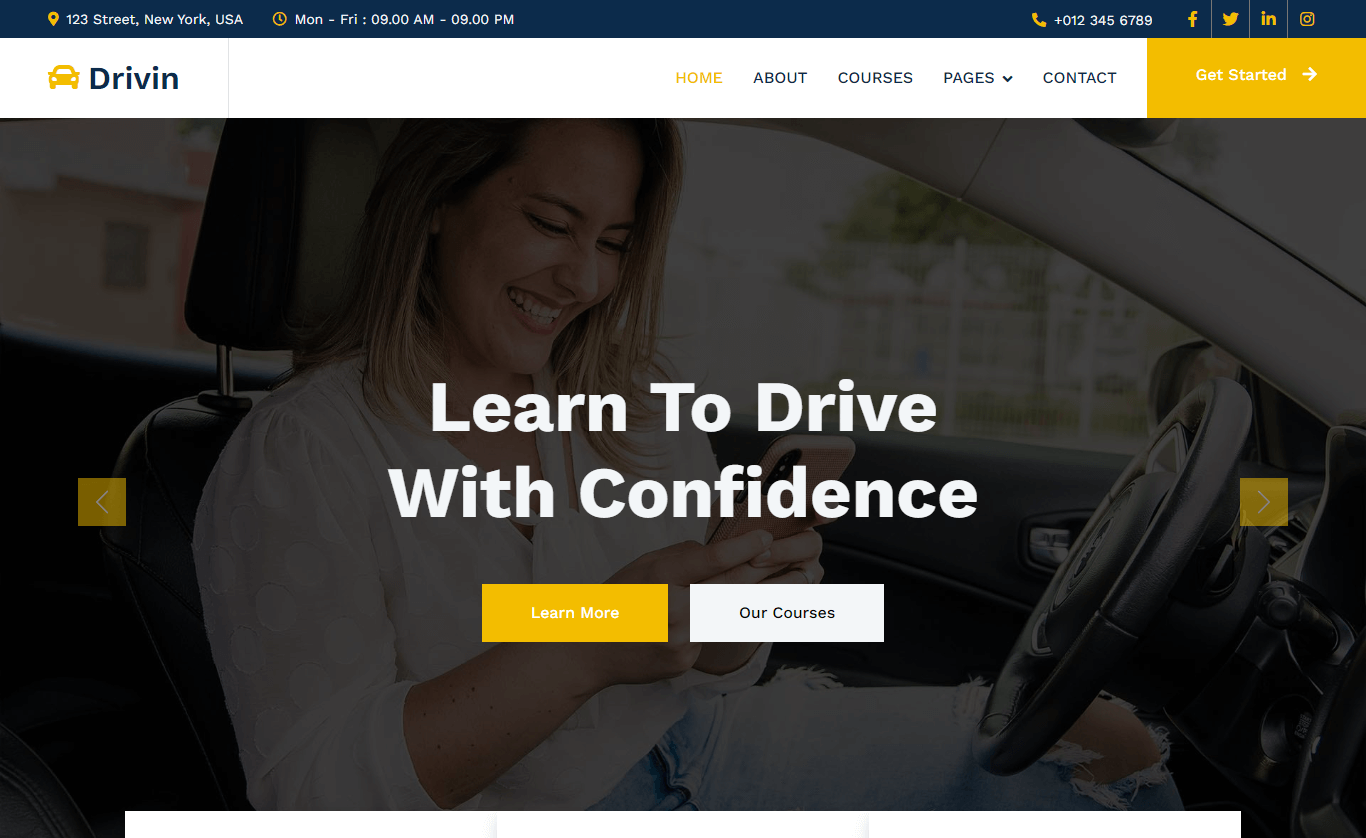 123 Street, New York, USA
Mon - Fri : 09.00 AM - 09.00 PM
+012 345 6789
Drivin
HOME
ABOUT
COURSES
PAGES
CONTACT
Get Started
Learn To Drive
With Confidence
Learn More
Our Courses